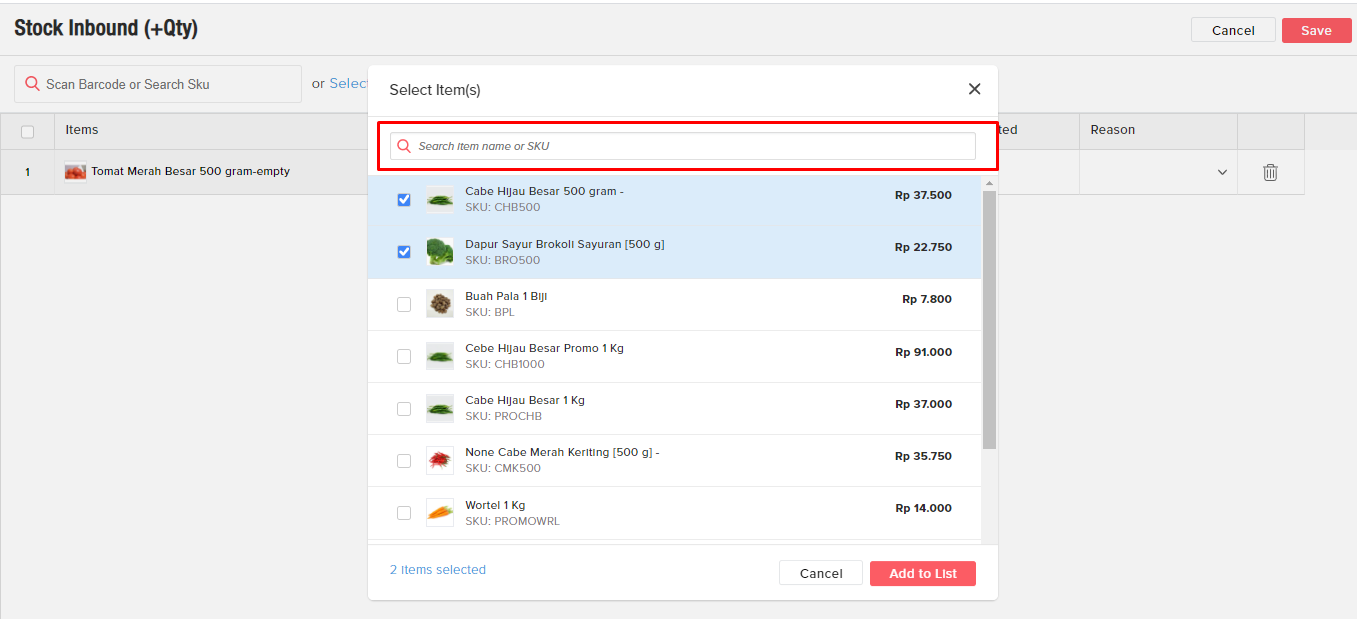 Stock Inbound (+Qty)
Cancel
Save
Scan Barcode or Search Sku
or Select
Items
ted
Reason
1
Tomat Merah Besar 500 gram-empty
Select Item(s)
Search Item name or SKU
Cabe Hijau Besar 500 gram -
Rp 37.500
SKU: CHB500
Dapur Sayur Brokoli Sayuran [500 g]
Rp 22.750
SKU: BRO500
Buah Pala 1 Biji
Rp 7.800
SKU: BPL
Cebe Hijau Besar Promo 1 Kg
Rp 91.000
SKU: CHB1000
Cabe Hijau Besar 1 Kg
Rp 37.000
SKU: PROCHB
None Cabe Merah Keriting [500 g] -
Rp 35.750
SKU: CMK500
Wortel 1 Kg
Rp 14.000
SKU: PROMOWRL
2 Items selected
Cancel
Add to List